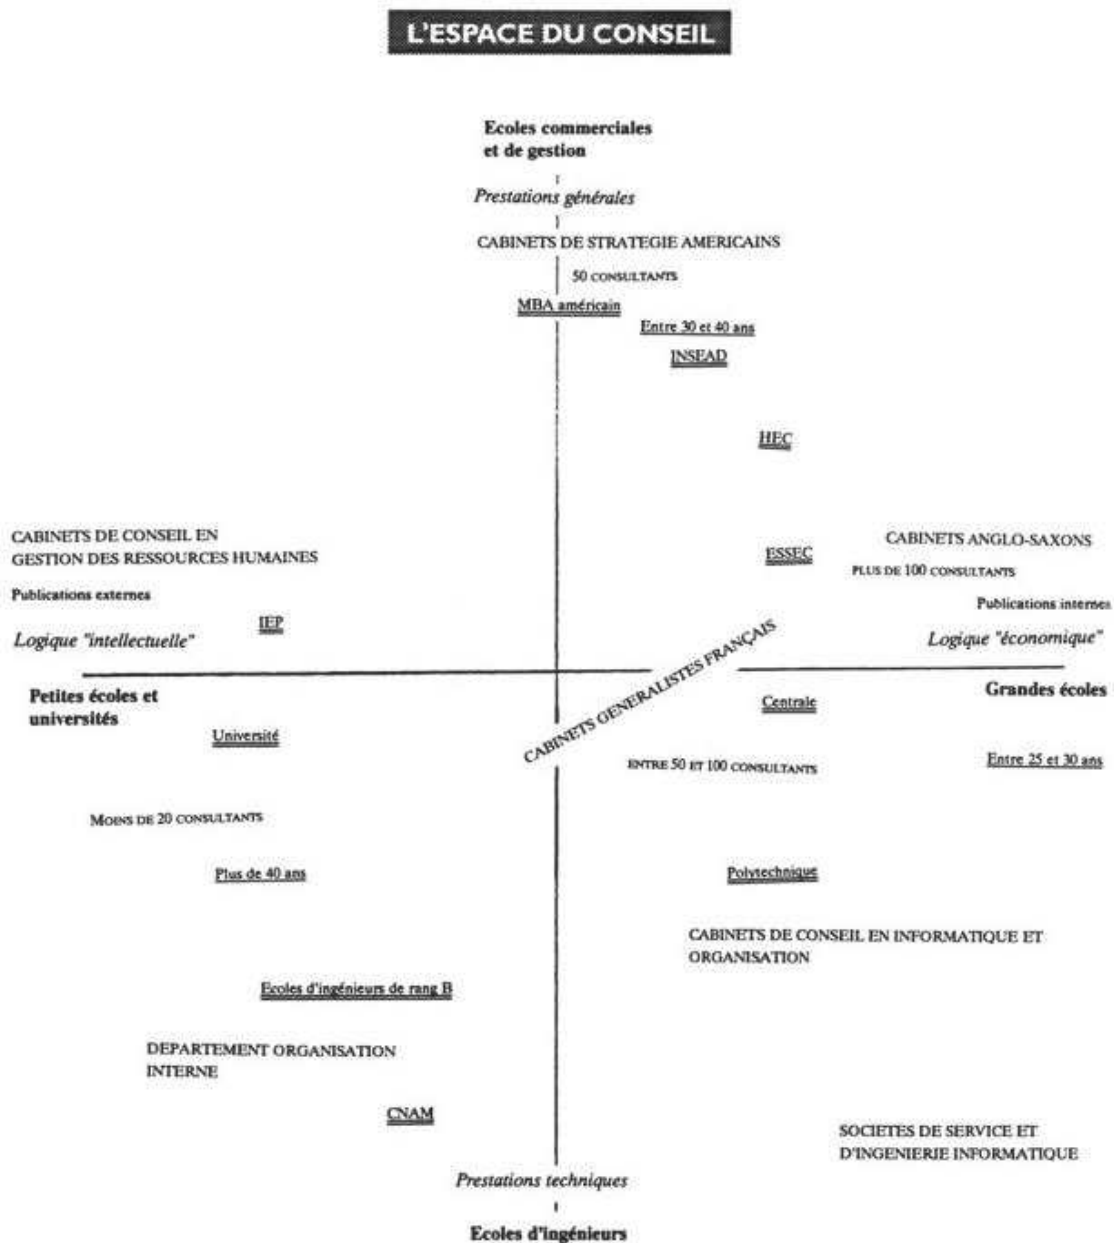 L'ESPACE DU CONSEIL
Ecoles commerciales
et de gestion
Prestations générales
CABINETS DE STRATEGIE AMERICAINS
50 CONSULTANTS
MBA américain
Entre 30 et 40 ans
INSEAD
HEC
CABINETS DE CONSEIL EN
GESTION DES RESSOURCES HUMAINES
CABINETS ANGLO-SAXONS
ESSEC
PLUS DE 100 CONSULTANTS
Publications externes
Publications internes
IEP
Logique "intellectuelle"
Logique "économique"
CABINETS GENERALISTES FRANÇAIS
Petites écoles et
universités
Grandes écoles
Centrale
Université
ENTRE 50 ET 100 CONSULTANTS
Entre 25 et 30 ans
MOINS DE 20 CONSULTANTS
Plus de 40 ans
Polytechnique
CABINETS DE CONSEIL EN INFORMATIQUE ET
ORGANISATION
Ecoles d'ingénieurs de rang B
DEPARTEMENT ORGANISATION
INTERNE
CNAM
SOCIETES DE SERVICE ET
D'INGENIERIE INFORMATIQUE
Prestations techniques
Ecoles d'ingénieurs